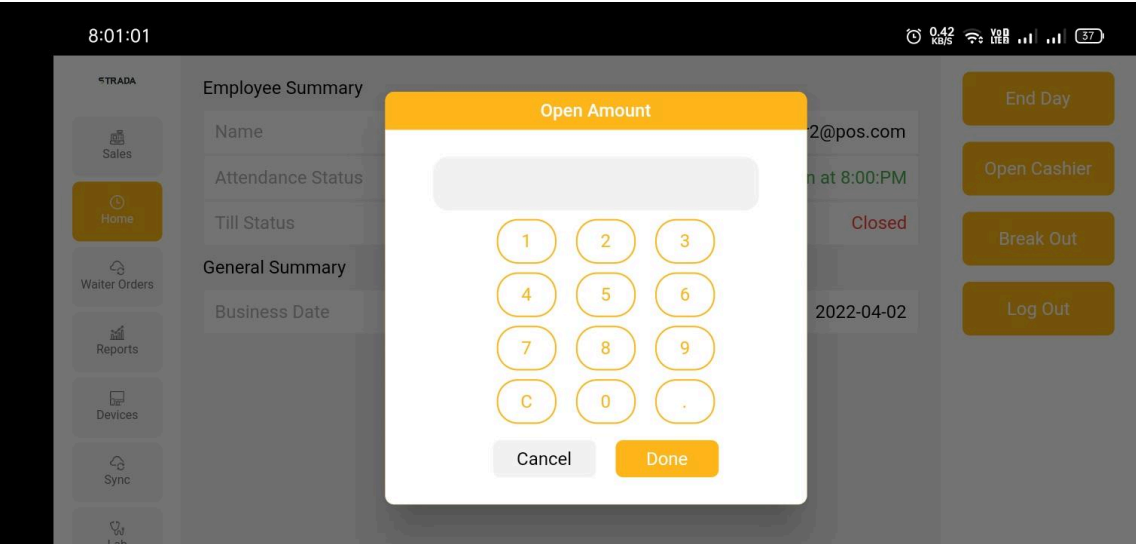 8:01:01
0.42
KB/S
VoD
LTE
37
STRADA
Employee Summary
Open Amount
End Day
Name
2@pos.com
Sales
Attendance Status
n at 8:00:PM
Open Cashier
Home
Till Status
Closed
1 2 3
Break Out
Waiter Orders
General Summary
4 5 6
Business Date
2022-04-02
Log Out
Reports
7 8 9
Devices
C 0 .
Cancel
Done
Sync